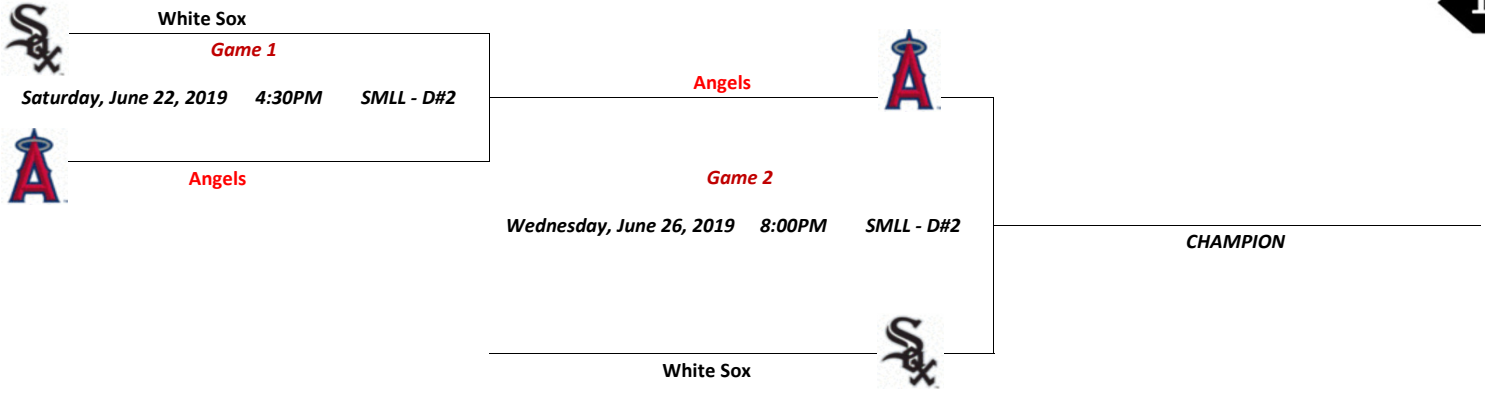 White Sox
Game 1
Saturday, June 22, 2019 4:30PM SMLL - D#2
Angels
Angels
Game 2
Wednesday, June 26, 2019 8:00PM SMLL - D#2
CHAMPION
White Sox